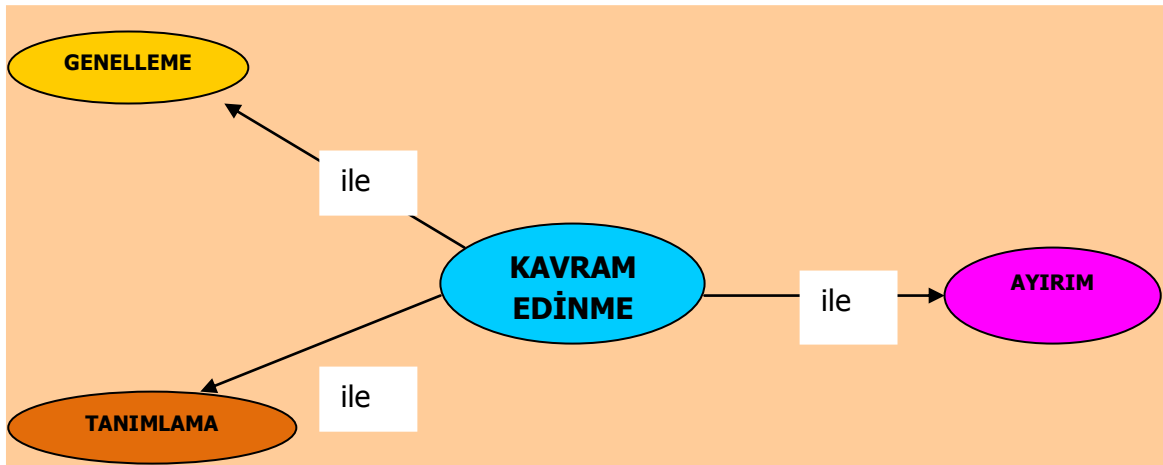 GENELLEME
ile
KAVRAM
EDİNME
ile
AYIRIM
ile
TANIMLAMA